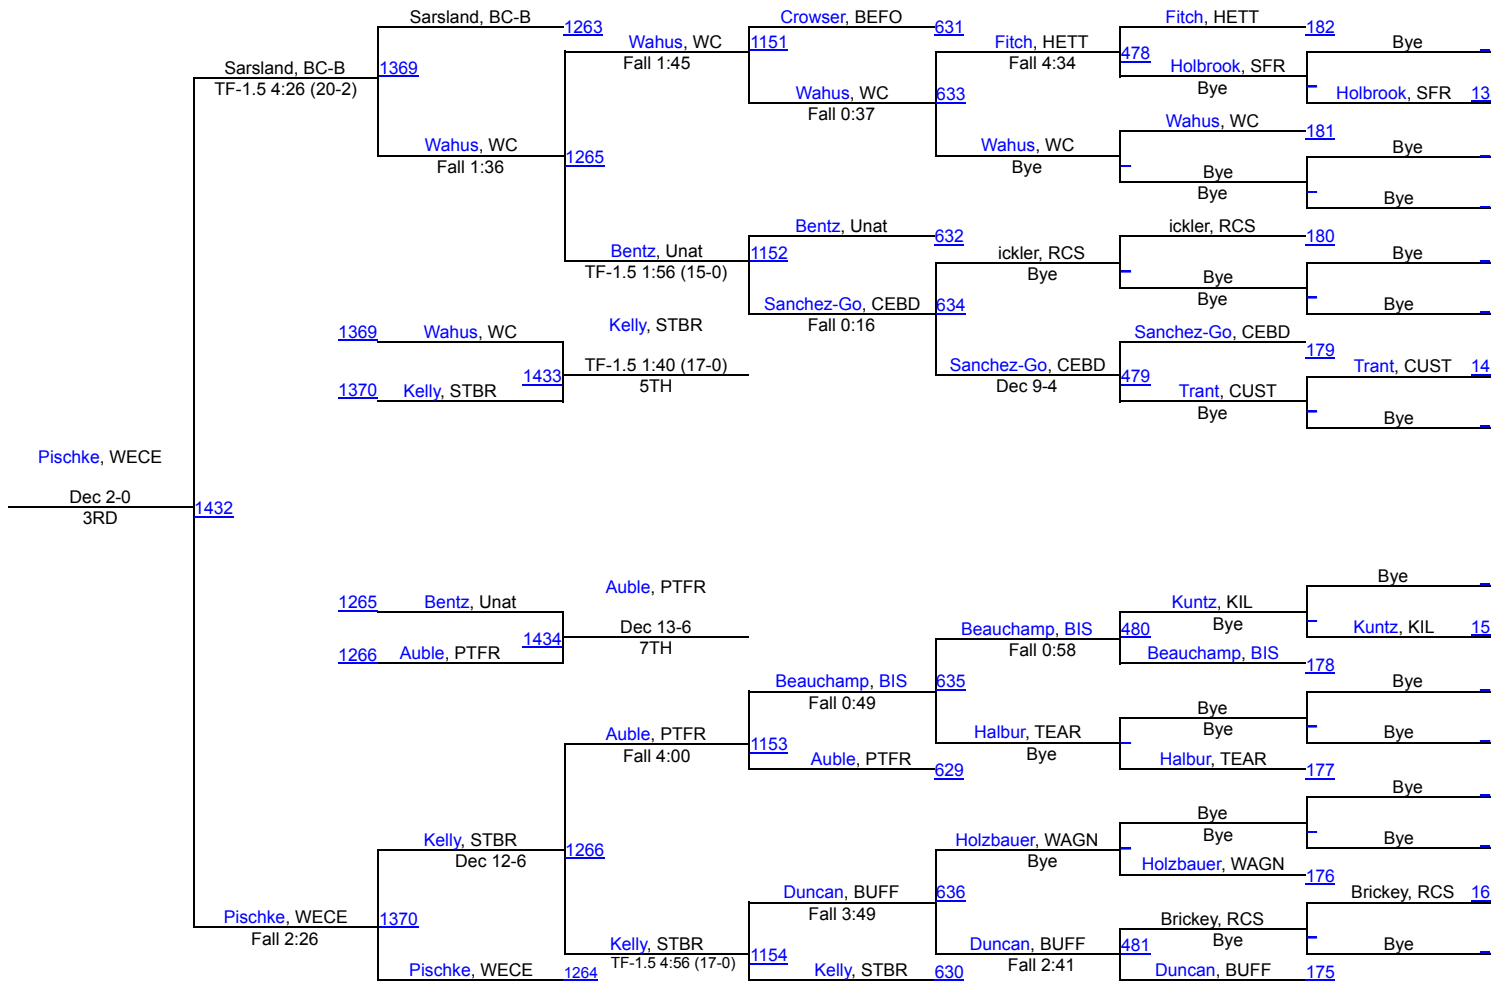 Sarsland, BC-B
1263
Crowser, BEFO
631
Fitch, HETT
182
Wahus, WC
1151
Fitch, HETT
478
Bye
Fall 1:45
Fall 4:34
Sarsland, BC-B
1369
Holbrook, SFR
TF-1.5 4:26 (20-2)
Wahus, WC
633
Bye
Holbrook, SFR
13
Fall 0:37
Wahus, WC
181
Wahus, WC
1265
Wahus, WC
Bye
Fall 1:36
Bye
Bye
Bye
Bye
Bentz, Unat
632
ickler, RCS
180
Bentz, Unat
1152
ickler, RCS
Bye
TF-1.5 1:56 (15-0)
Bye
Bye
Sanchez-Go, CEBD
634
Bye
Bye
Fall 0:16
1369
Wahus, WC
Kelly, STBR
Sanchez-Go, CEBD
179
1433
TF-1.5 1:40 (17-0)
Sanchez-Go, CEBD
479
Trant, CUST
14
1370
Kelly, STBR
5TH
Dec 9-4
Trant, CUST
Bye
Bye
Pischke, WECE
Dec 2-0
1432
3RD
Bye
1265
Bentz, Unat
Auble, PTFR
Kuntz, KIL
1434
Dec 13-6
Beauchamp, BIS
480
Bye
Kuntz, KIL
15
1266
Auble, PTFR
7TH
Fall 0:58
Beauchamp, BIS
178
Beauchamp, BIS
635
Bye
Fall 0:49
Bye
Auble, PTFR
1153
Halbur, TEAR
Bye
Bye
Fall 4:00
Bye
Auble, PTFR
629
Halbur, TEAR
177
Bye
Bye
Kelly, STBR
1266
Holzbauer, WAGN
Bye
Bye
Dec 12-6
Bye
Holzbauer, WAGN
176
Duncan, BUFF
636
Brickey, RCS
16
Pischke, WECE
1370
Fall 3:49
Brickey, RCS
Fall 2:26
Kelly, STBR
1154
Duncan, BUFF
481
Bye
Bye
TF-1.5 4:56 (17-0)
Fall 2:41
Pischke, WECE
1264
Kelly, STBR
630
Duncan, BUFF
175